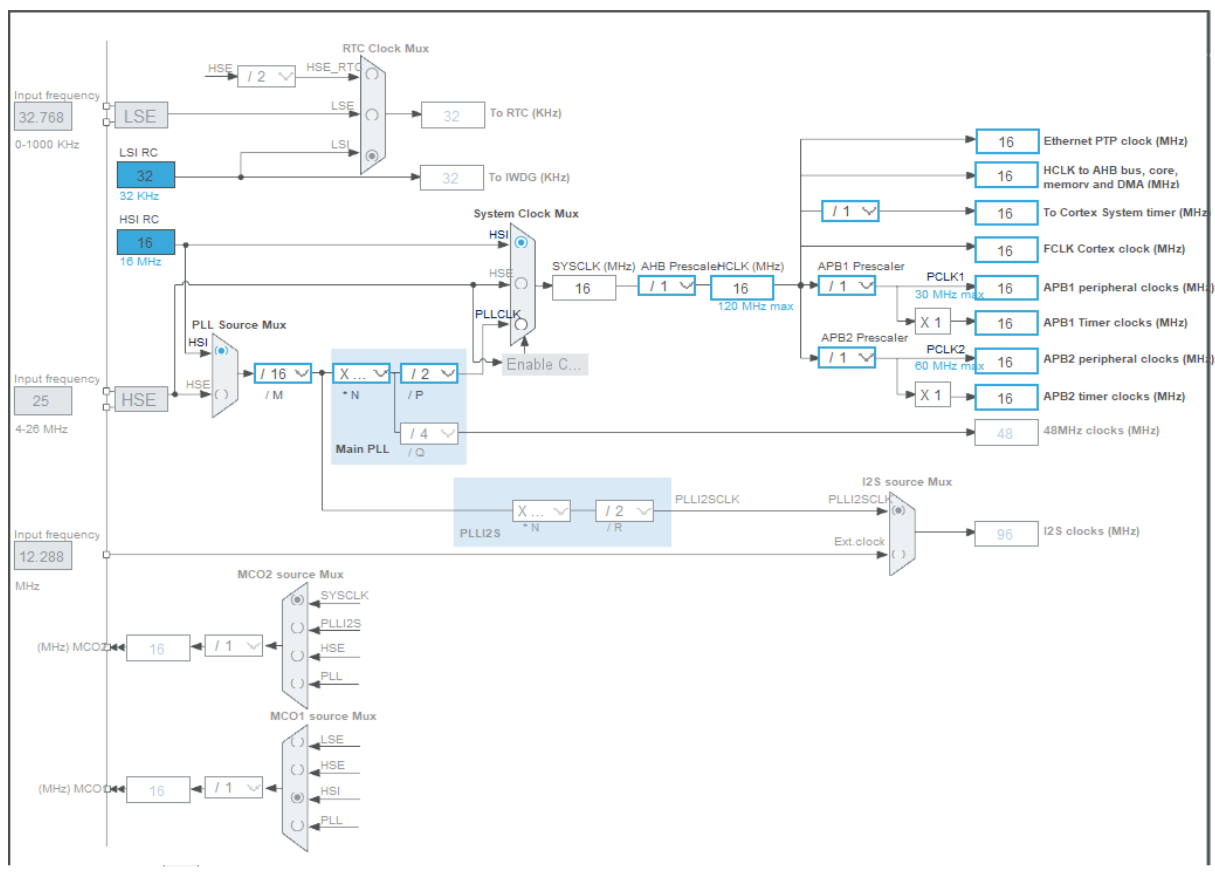 RTC Clock Mux
HSE
/ 2
HSE_RTC
Input frequency
32.768
0-1000 KHz
LSE
LSE
32
To RTC (KHz)
LSI RC
32
32 KHz
LSI
32
To IWDG (KHz)
HSI RC
16
16 MHz
System Clock Mux
HSI
HSE
PLLCLK
SYSCLK (MHz)
16
AHB Prescaler
/ 1
HCLK (MHz)
16
120 MHz max
Enable C...
16
Ethernet PTP clock (MHz)
16
HCLK to AHB bus, core,
memory and DMA (MHz)
/ 1
16
To Cortex System timer (MHz
16
FCLK Cortex clock (MHz)
APB1 Prescaler
/ 1
PCLK1
30 MHz max
16
APB1 peripheral clocks (MHz)
X 1
16
APB1 Timer clocks (MHz)
APB2 Prescaler
/ 1
PCLK2
60 MHz max
16
APB2 peripheral clocks (MHz)
X 1
16
APB2 timer clocks (MHz)
PLL Source Mux
HSI
HSE
Input frequency
25
4-26 MHz
HSE
/ 16
/ M
X ...
* N
/ 2
/ P
/ 4
/ Q
Main PLL
48
48MHz clocks (MHz)
X ...
* N
/ 2
/ R
PLLI2S
PLLI2SCLK
I2S source Mux
PLLI2SCLK
Ext.clock
96
I2S clocks (MHz)
Input frequency
12.288
MHz
MCO2 source Mux
SYSCLK
PLLI2S
HSE
PLL
(MHz) MCO2
16
/ 1
MCO1 source Mux
LSE
HSE
HSI
PLL
(MHz) MCO1
16
/ 1